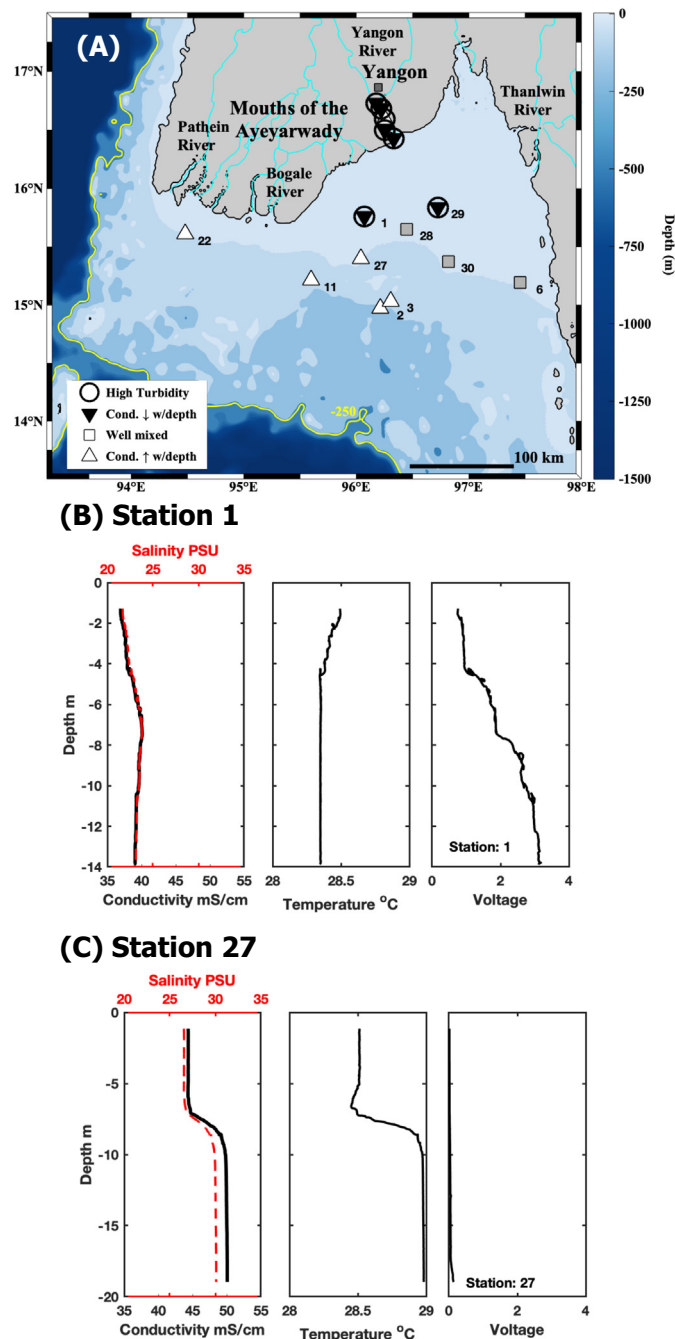 (A)
Yangon
River
Yangon
Mouths of the
Ayeyarwady
Thanlwin
River
Pathein
River
Bogale
River
17°N
16°N
15°N
14°N
1
29
28
22
27
30
6
11
3
2
High Turbidity
Cond. ↓ w/depth
Well mixed
Cond. ↑ w/depth
-250
100 km
94°E 95°E 96°E 97°E 98°E
0
-250
-500
-750
-1000
-1250
-1500
Depth (m)
(B) Station 1
Salinity PSU
20 25 30 35
0
-2
-4
-6
-8
-10
-12
-14
Depth m
35 40 45 50 55
Conductivity mS/cm
28 28.5 29
Temperature °C
Station: 1
0 2 4
Voltage
(C) Station 27
Salinity PSU
20 25 30 35
0
-5
-10
-15
-20
Depth m
35 40 45 50 55
Conductivity mS/cm
28 28.5 29
Temperature °C
Station: 27
0 2 4
Voltage